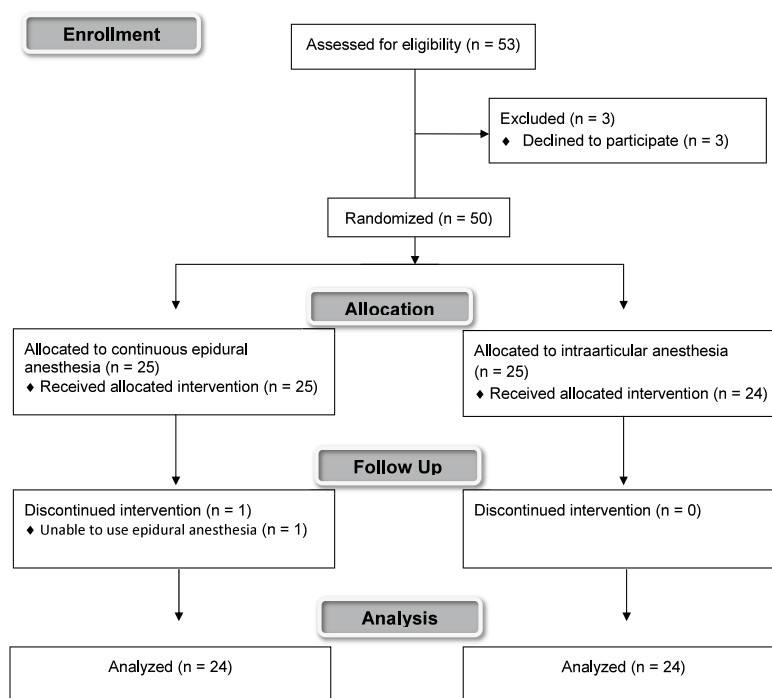 Enrollment
Assessed for eligibility (n = 53)
Excluded (n = 3)
♦ Declined to participate (n = 3)
Randomized (n = 50)
Allocation
Allocated to continuous epidural
anesthesia (n = 25)
♦ Received allocated intervention (n = 25)
Allocated to intraarticular anesthesia
(n = 25)
♦ Received allocated intervention (n = 24)
Follow Up
Discontinued intervention (n = 1)
♦ Unable to use epidural anesthesia (n = 1)
Discontinued intervention (n = 0)
Analysis
Analyzed (n = 24)
Analyzed (n = 24)